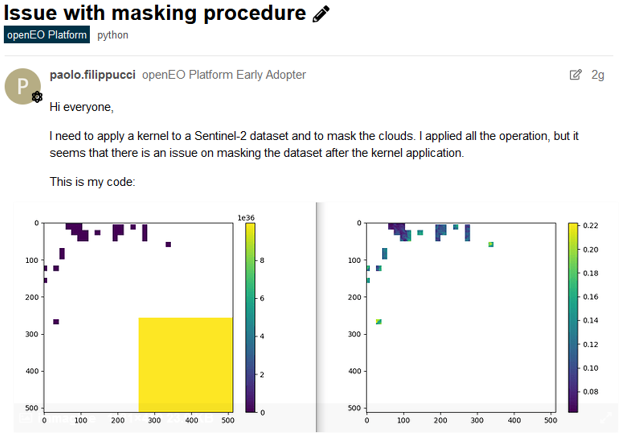 Issue with masking procedure
openEO Platform python
P paolo.filippucci openEO Platform Early Adopter 2g
Hi everyone,
I need to apply a kernel to a Sentinel-2 dataset and to mask the clouds. I applied all the operation, but it
seems that there is an issue on masking the dataset after the kernel application.
This is my code:
1e36
0
100
200
300
400
500
0 100 200 300 400 500
8
6
4
2
0
0
100
200
300
400
500
0 100 200 300 400 500
0.22
0.20
0.18
0.16
0.14
0.12
0.10
0.08